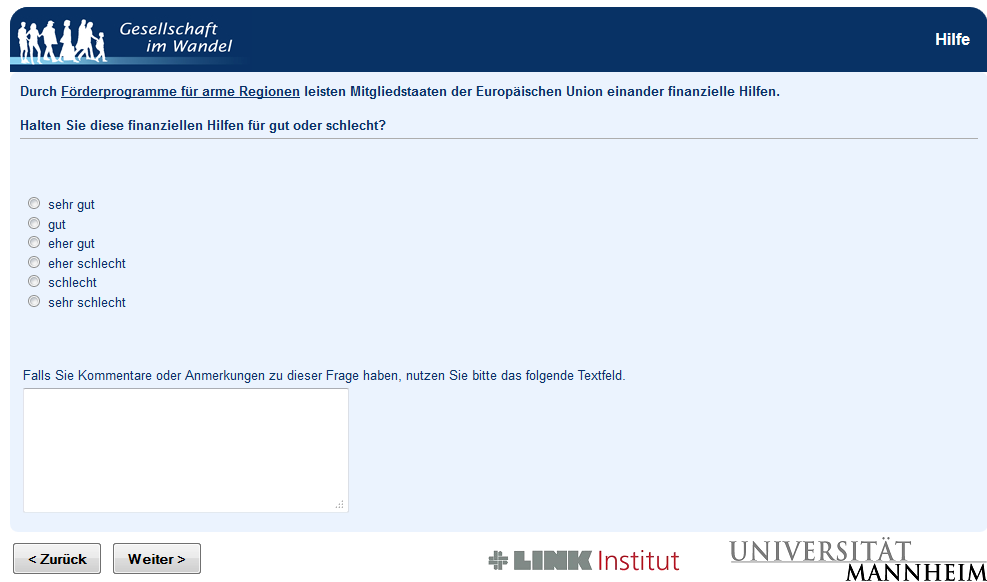 Gesellschaft
im Wandel
Hilfe
Durch Förderprogramme für arme Regionen leisten Mitgliedstaaten der Europäischen Union einander finanzielle Hilfen.
Halten Sie diese finanziellen Hilfen für gut oder schlecht?
sehr gut
gut
eher gut
eher schlecht
schlecht
sehr schlecht
Falls Sie Kommentare oder Anmerkungen zu dieser Frage haben, nutzen Sie bitte das folgende Textfeld.
< Zurück
Weiter >
LINK Institut
UNIVERSITÄT
MANNHEIM